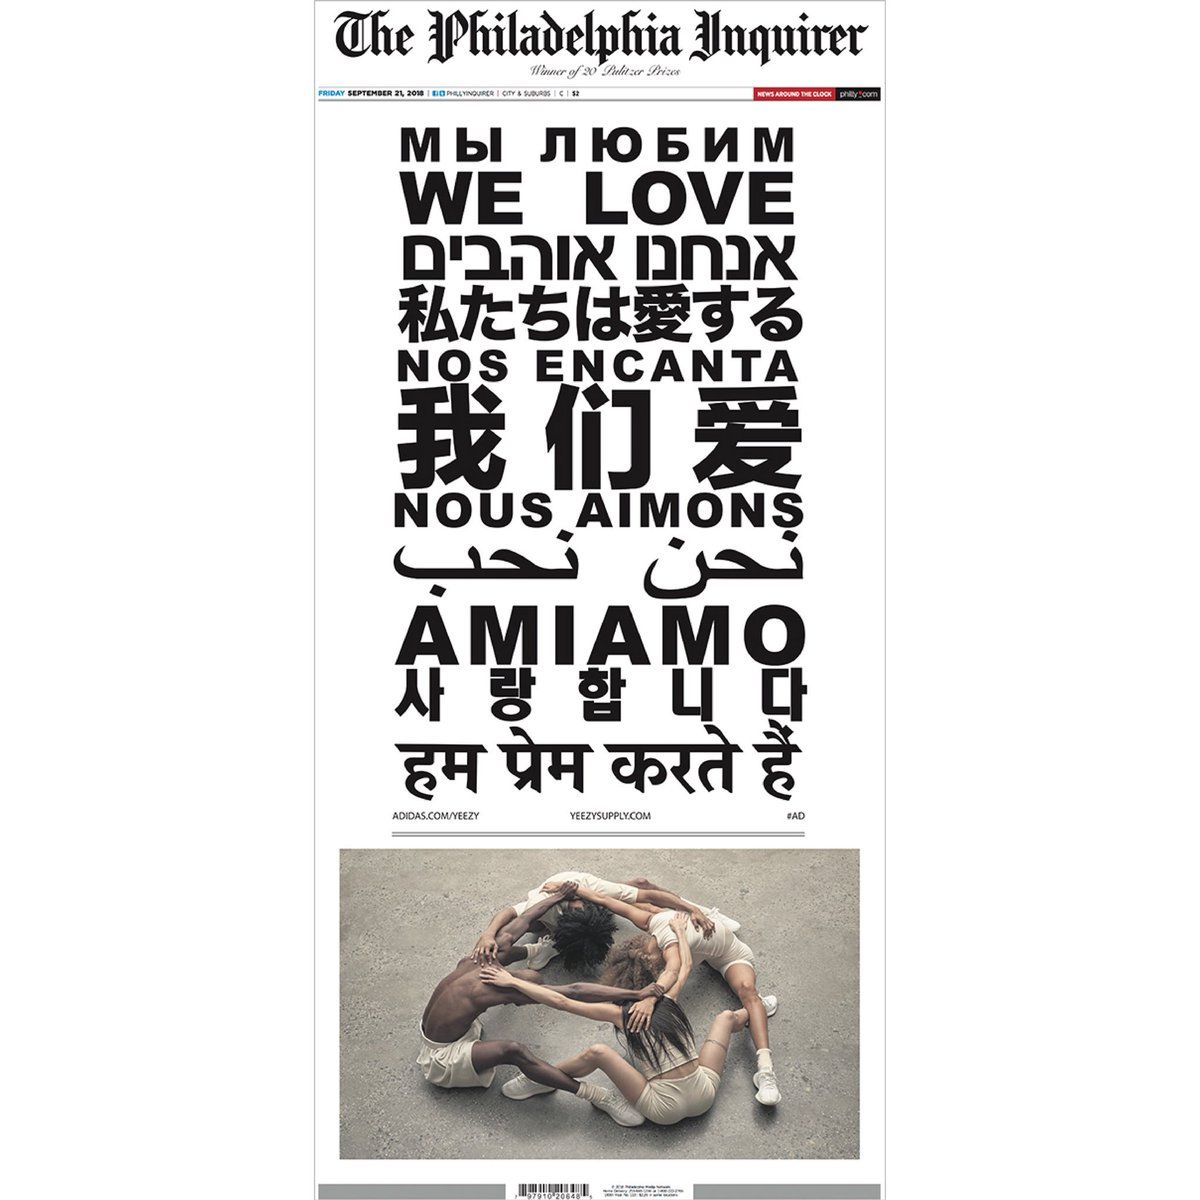 The Philadelphia Inquirer
Winner of 20 Pulitzer Prizes
FRIDAY SEPTEMBER 21, 2018 | PHILLYINQUIRER | CITY & SUBURBS | C | $2
NEWS AROUND THE CLOCK philly.com
МЫ ЛЮБИМ
WE LOVE
אנחנו אוהבים
私たちは愛する
NOS ENCANTA
我们爱
NOUS AIMONS
نحن نحب
AMIAMO
사랑합니다
हम प्रेम करते हैं
ADIDAS.COM/YEEZY YEEZYSUPPLY.COM #AD